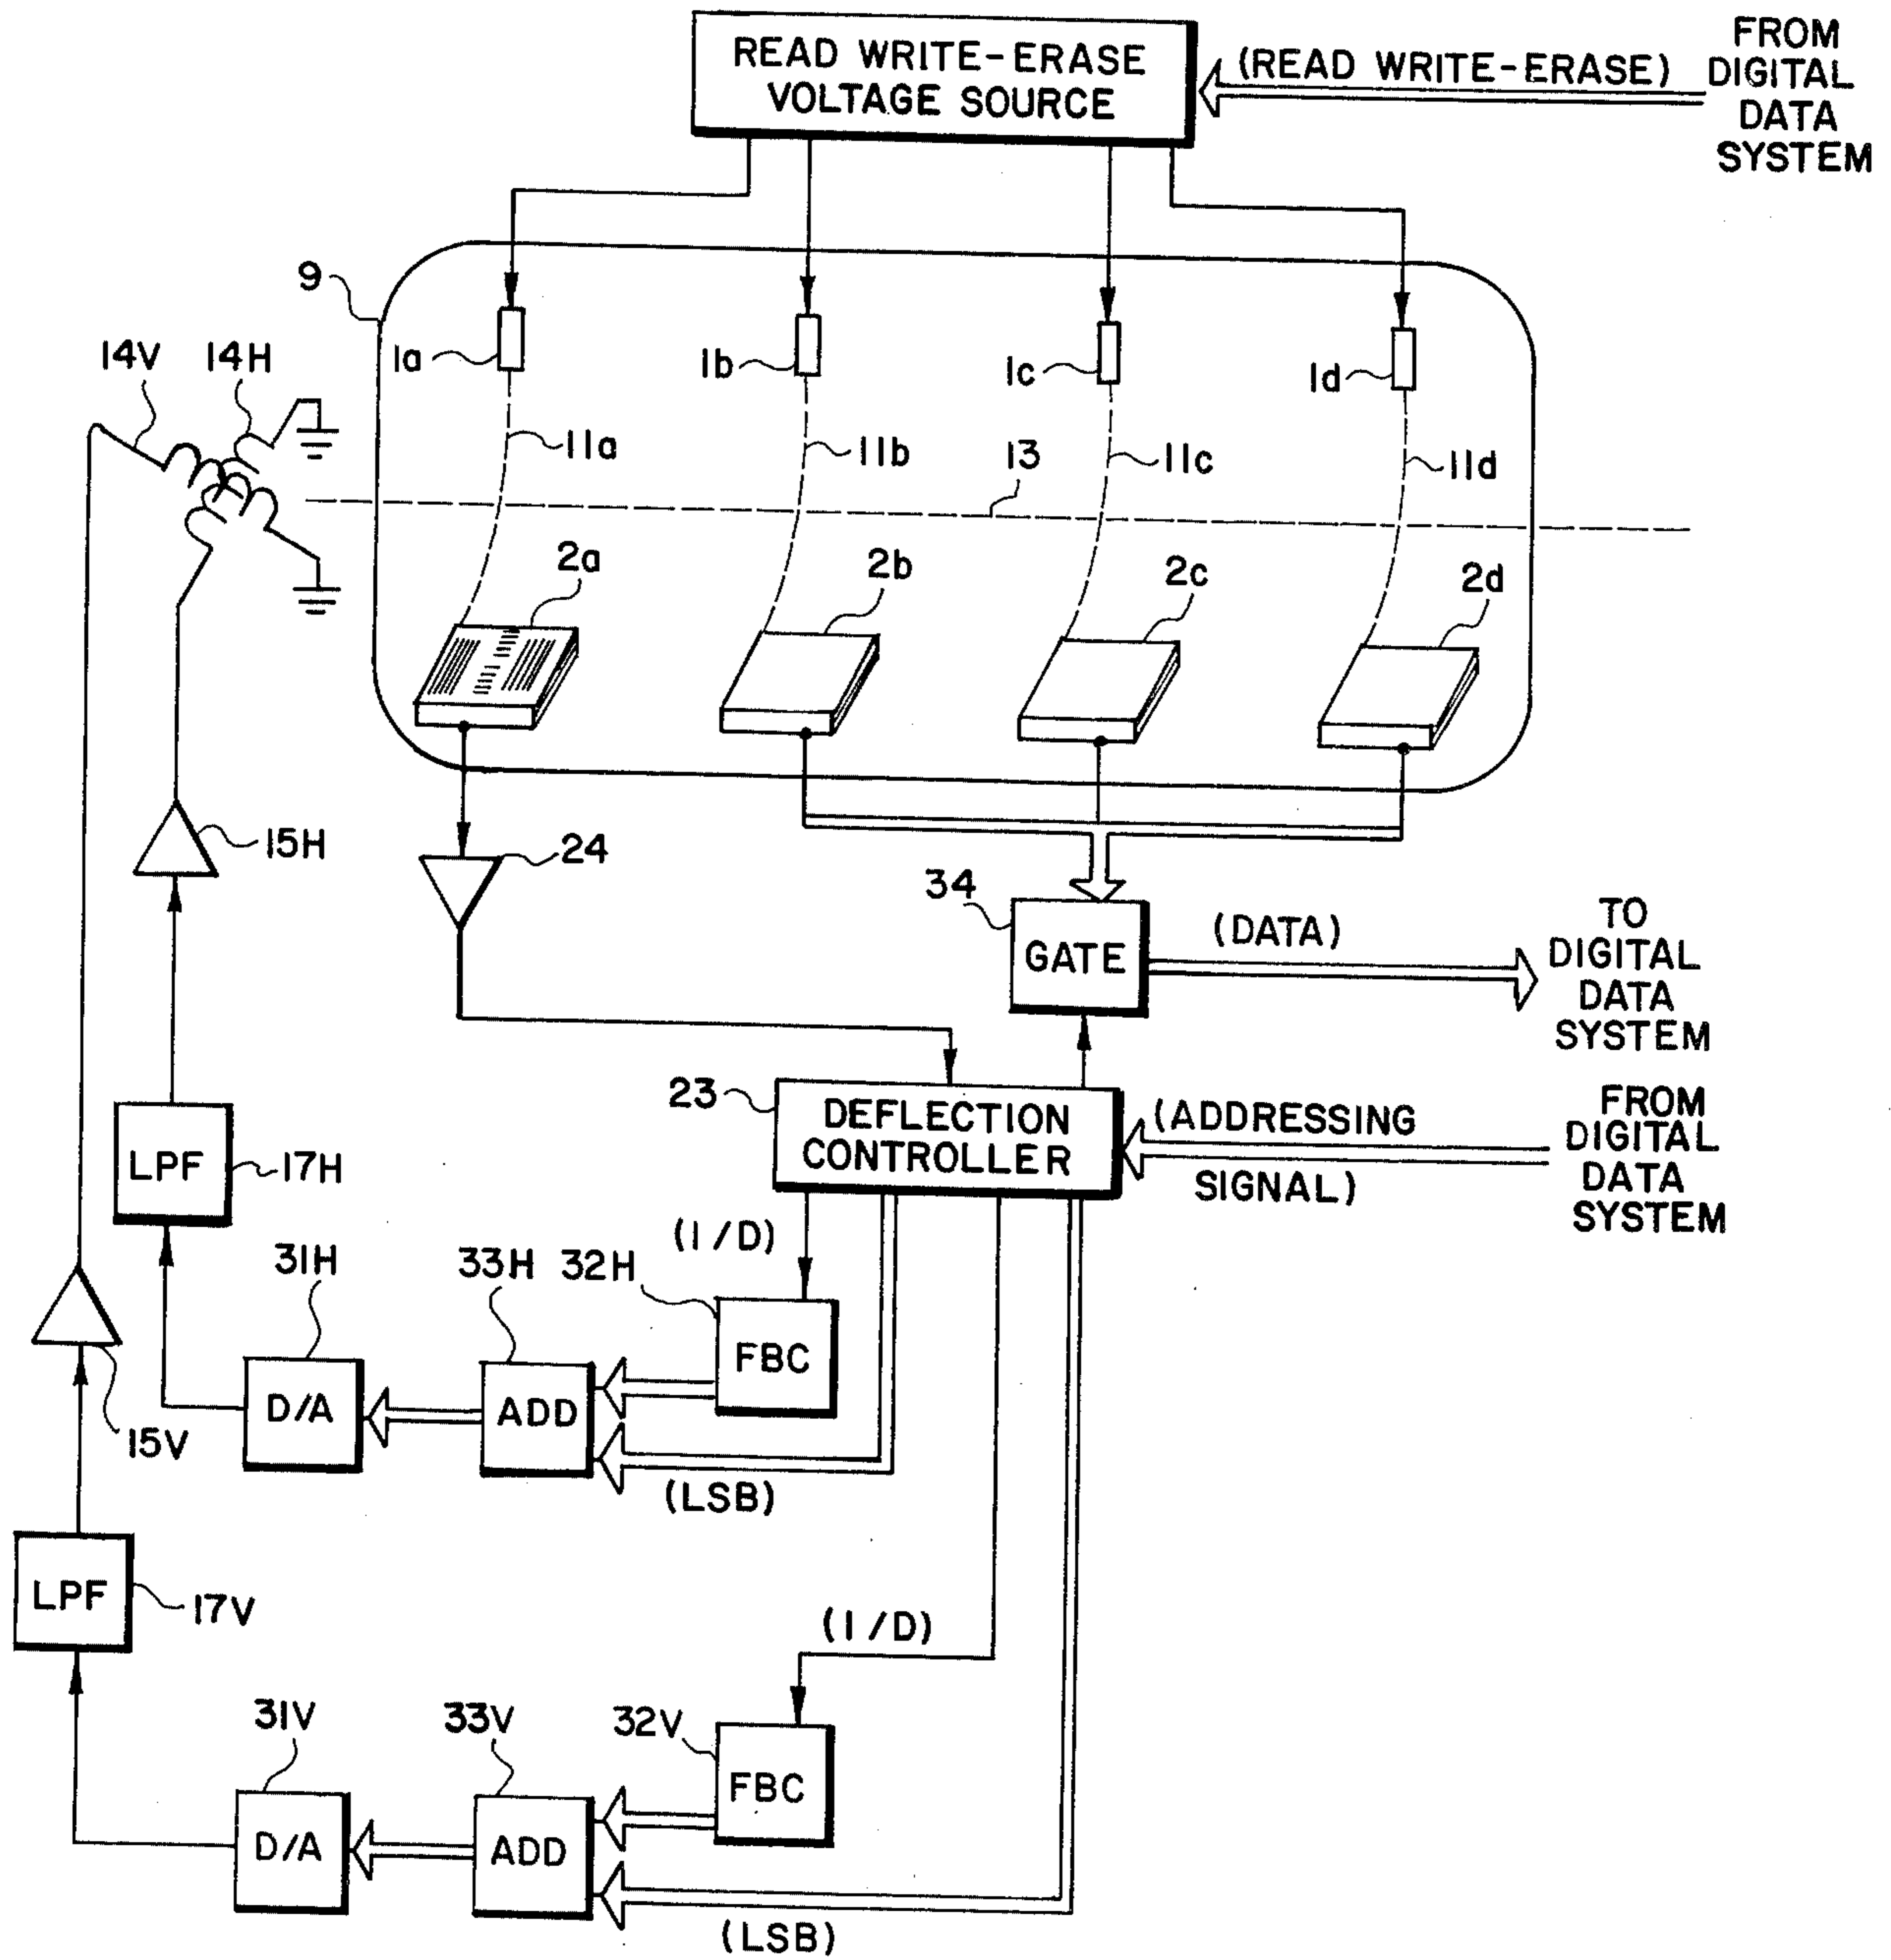 READ WRITE-ERASE
VOLTAGE SOURCE
(READ WRITE-ERASE)
FROM
DIGITAL
DATA
SYSTEM
9
14V
14H
1a
1b
1c
1d
11a
11b
13
11c
11d
2a
2b
2c
2d
15H
24
34
GATE
(DATA)
TO
DIGITAL
DATA
SYSTEM
23
DEFLECTION
CONTROLLER
(ADDRESSING
SIGNAL)
FROM
DIGITAL
DATA
SYSTEM
LPF
17H
(I/D)
31H
33H
32H
FBC
D/A
ADD
15V
(LSB)
LPF
17V
(I/D)
31V
33V
32V
FBC
D/A
ADD
(LSB)